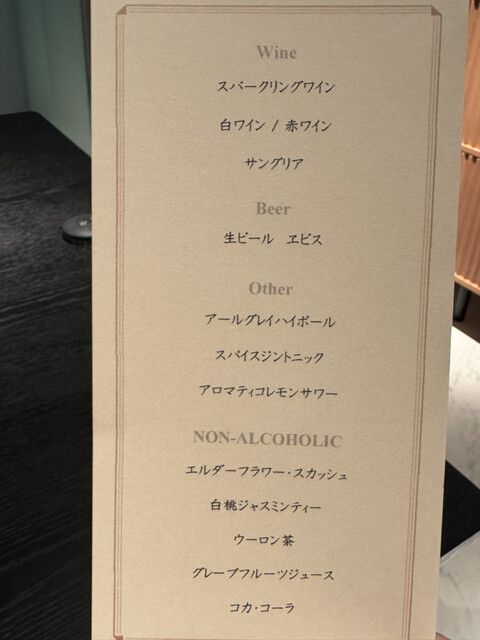 Wine
スパークリングワイン
白ワイン / 赤ワイン
サングリア
Beer
生ビール　ヱビス
Other
アールグレイハイボール
スパイスジントニック
アロマティコレモンサワー
NON-ALCOHOLIC
エルダーフラワー・スカッシュ
白桃ジャスミンティー
ウーロン茶
グレープフルーツジュース
コカ・コーラ